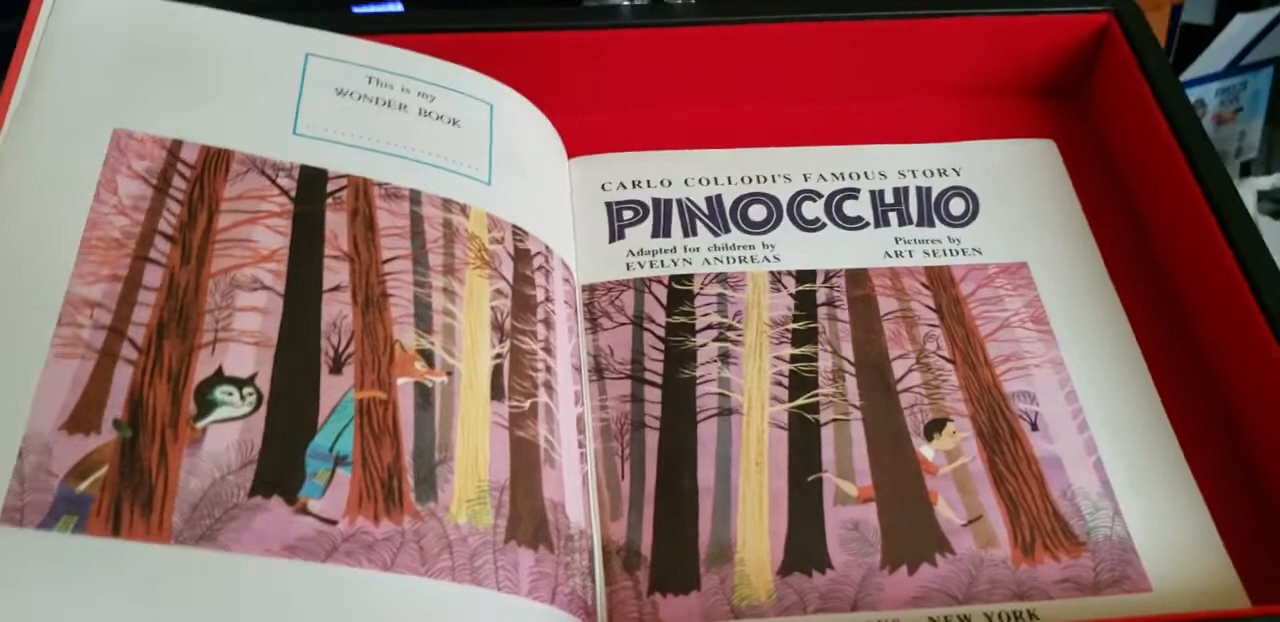 This is my
WONDER BOOK
CARLO COLLODI'S FAMOUS STORY
PINOCCHIO
Adapted for children by
EVELYN ANDREAS
Pictures by
ART SEIDEN
NEW YORK